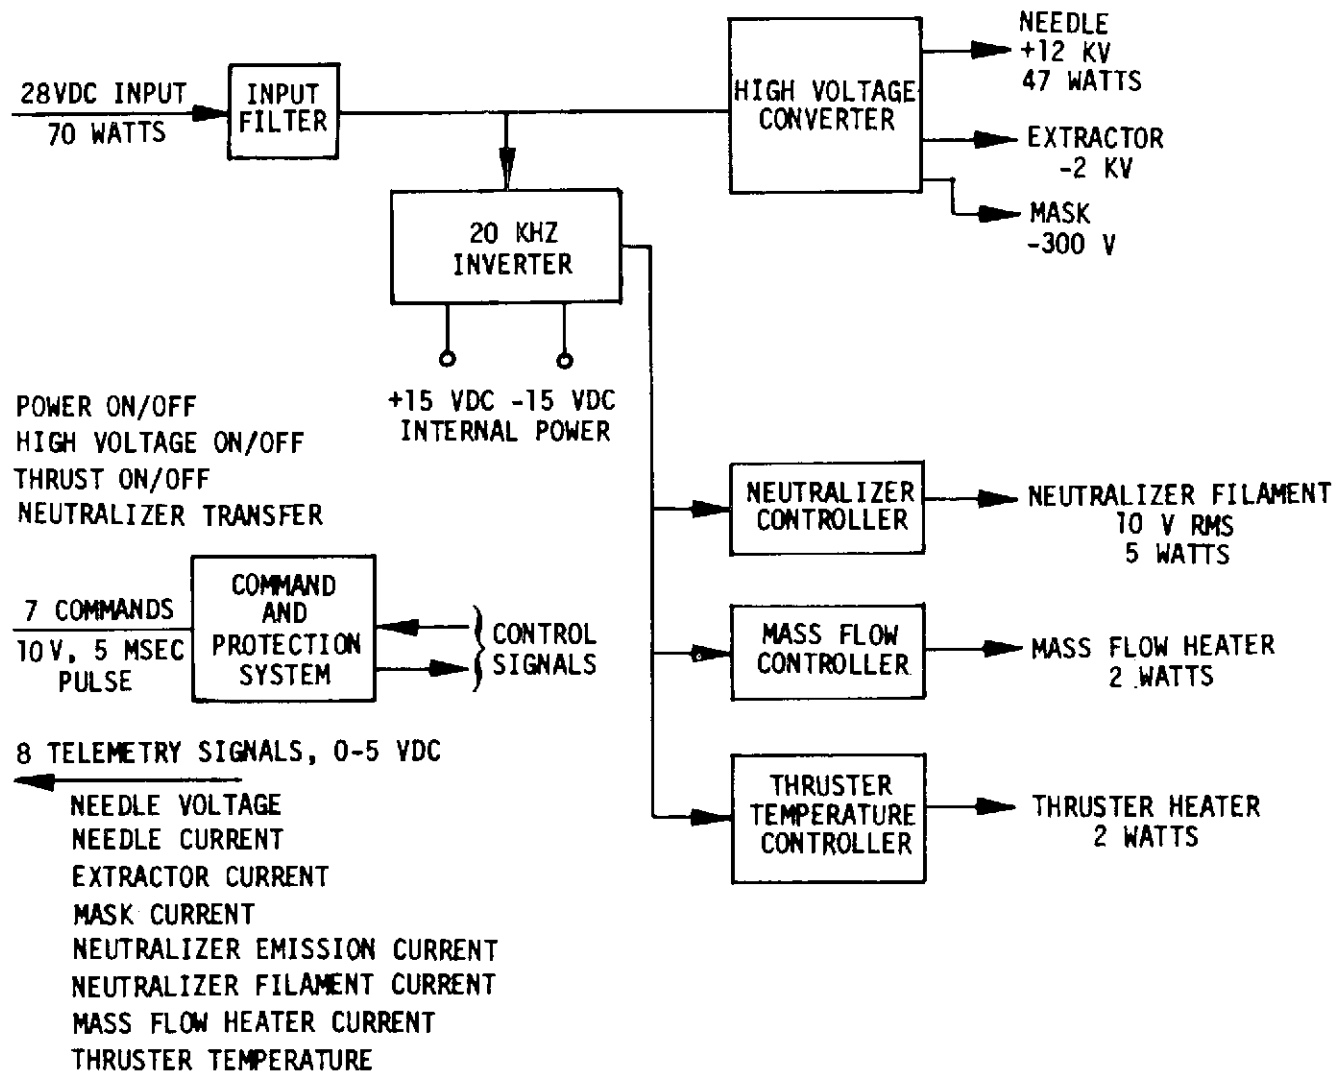 28VDC INPUT
70 WATTS
INPUT
FILTER
HIGH VOLTAGE
CONVERTER
NEEDLE
+12 KV
47 WATTS
EXTRACTOR
-2 KV
MASK
-300 V
20 KHZ
INVERTER
+15 VDC -15 VDC
INTERNAL POWER
POWER ON/OFF
HIGH VOLTAGE ON/OFF
THRUST ON/OFF
NEUTRALIZER TRANSFER
7 COMMANDS
10V, 5 MSEC
PULSE
COMMAND
AND
PROTECTION
SYSTEM
CONTROL
SIGNALS
NEUTRALIZER
CONTROLLER
NEUTRALIZER FILAMENT
10 V RMS
5 WATTS
MASS FLOW
CONTROLLER
MASS FLOW HEATER
2 WATTS
THRUSTER
TEMPERATURE
CONTROLLER
THRUSTER HEATER
2 WATTS
8 TELEMETRY SIGNALS, 0-5 VDC
NEEDLE VOLTAGE
NEEDLE CURRENT
EXTRACTOR CURRENT
MASK CURRENT
NEUTRALIZER EMISSION CURRENT
NEUTRALIZER FILAMENT CURRENT
MASS FLOW HEATER CURRENT
THRUSTER TEMPERATURE